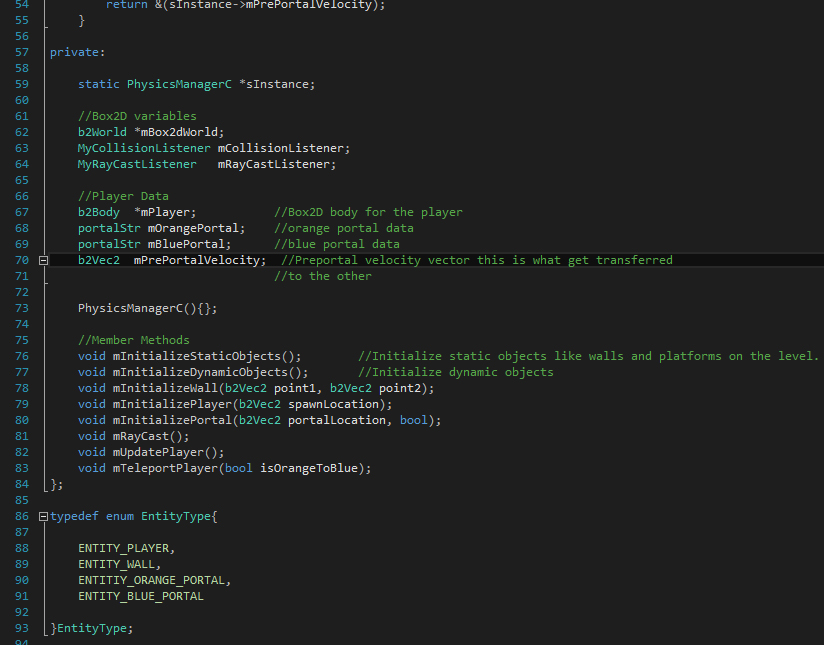 54 return &(sInstance->mPrePortalVelocity);
55 }
56
57 private:
58
59 static PhysicsManagerC *sInstance;
60
61 //Box2D variables
62 b2World *mBox2dWorld;
63 MyCollisionListener mCollisionListener;
64 MyRayCastListener mRayCastListener;
65
66 //Player Data
67 b2Body *mPlayer; //Box2D body for the player
68 portalStr mOrangePortal; //orange portal data
69 portalStr mBluePortal; //blue portal data
70 b2Vec2 mPrePortalVelocity; //Preportal velocity vector this is what get transferred
71 //to the other
72
73 PhysicsManagerC(){};
74
75 //Member Methods
76 void mInitializeStaticObjects(); //Initialize static objects like walls and platforms on the level.
77 void mInitializeDynamicObjects(); //Initialize dynamic objects
78 void mInitializeWall(b2Vec2 point1, b2Vec2 point2);
79 void mInitializePlayer(b2Vec2 spawnLocation);
80 void mInitializePortal(b2Vec2 portalLocation, bool);
81 void mRayCast();
82 void mUpdatePlayer();
83 void mTeleportPlayer(bool isOrangeToBlue);
84 };
85
86 typedef enum EntityType{
87
88 ENTITY_PLAYER,
89 ENTITY_WALL,
90 ENTITIY_ORANGE_PORTAL,
91 ENTITY_BLUE_PORTAL
92
93 }EntityType;
94